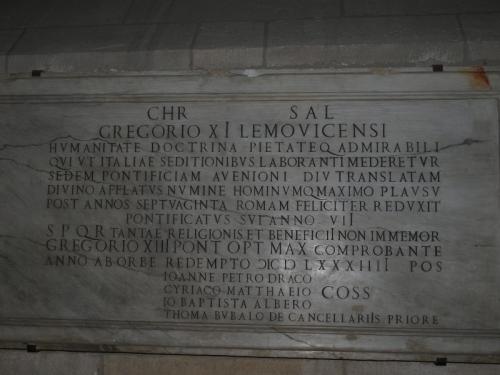 CHR SAL
GREGORIO XI LEMOVICENSI
HVMANITATE DOCTRINA PIETATEQ ADMIRABILI
QVI VT ITALIAE SEDITIONIBVS LABORANTI MEDERETVR
SEDEM PONTIFICIAM AVENIONI DIV TRANSLATAM
DIVINO AFFLATVS NVMINE HOMINVMQ MAXIMO PLAVSV
POST ANNOS SEPTVAGINTA ROMAM FELICITER REDVXIT
PONTIFICATVS SVI ANNO VII
S P Q R TANTAE RELIGIONIS ET BENEFICII NON IMMEMOR
GREGORIO XIII PONT OPT MAX COMPROBANTE
ANNO AB ORBE REDEMPTO ↀIↃ LXXXIIII POS
IOANNE PETRO DRACO
CYRIACO MATTHAEIO COSS
IO BAPTISTA ALBERO
THOMA BVBALO DE CANCELLARIIS PRIORE